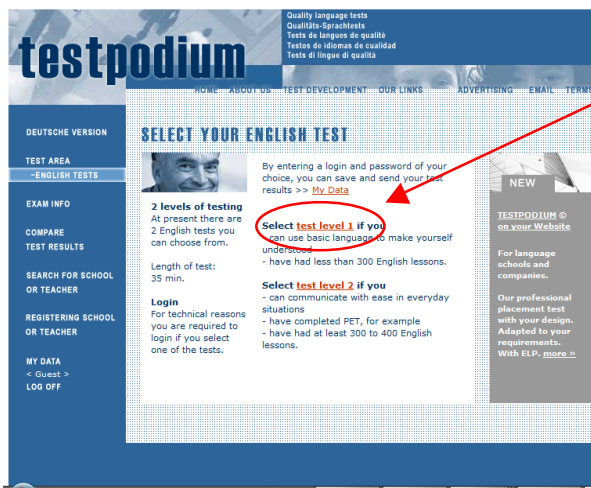 Quality language tests
Qualitäts-Sprachtests
Tests de langues de qualité
Testos de idiomas de cualidad
Tests di lingue di qualità
testpodium
HOME ABOUT US TEST DEVELOPMENT OUR LINKS ADVERTISING EMAIL TERMS
DEUTSCHE VERSION
TEST AREA
-ENGLISH TESTS
EXAM INFO
COMPARE
TEST RESULTS
SEARCH FOR SCHOOL
OR TEACHER
REGISTERING SCHOOL
OR TEACHER
MY DATA
< Guest >
LOG OFF
SELECT YOUR ENGLISH TEST
2 levels of testing
At present there are
2 English tests you
can choose from.
Length of test:
35 min.
Login
For technical reasons
you are required to
login if you select
one of the tests.
By entering a login and password of your
choice, you can save and send your test
results >> My Data
Select test level 1 if you
- can use basic language to make yourself
understood
- have had less than 300 English lessons.
Select test level 2 if you
- can communicate with ease in everyday
situations
- have completed PET, for example
- have had at least 300 to 400 English
lessons.
NEW
TESTPODIUM ©
on your Website
For language
schools and
companies.
Our professional
placement test
with your design.
Adapted to your
requirements.
With ELP. more »